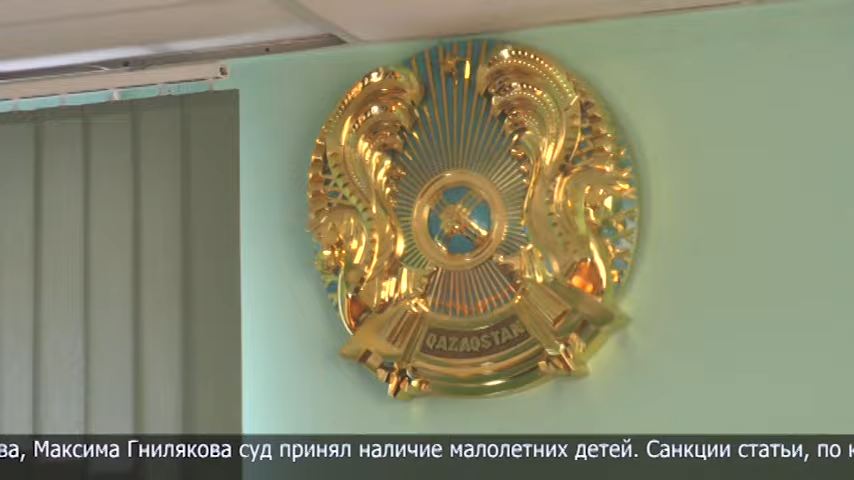 QAZAQSTAN
ва, Максима Гнилякова суд принял наличие малолетних детей. Санкции статьи, по к